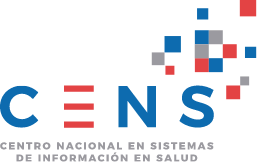 CENS
CENTRO NACIONAL EN SISTEMAS
DE INFORMACIÓN EN SALUD